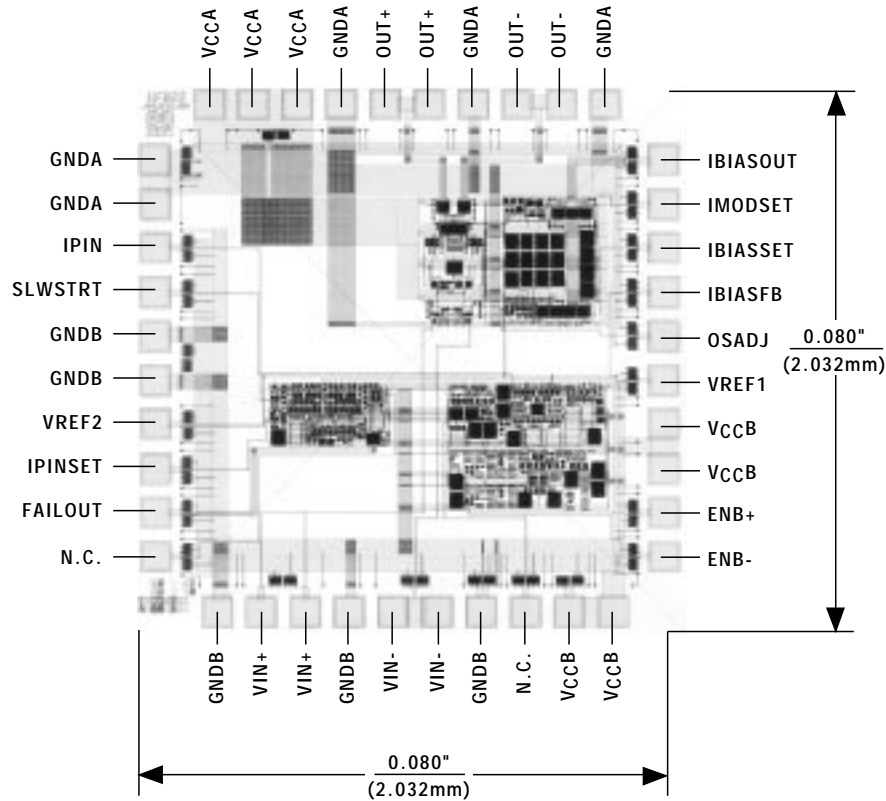 VCCA
VCCA
VCCA
GNDA
OUT+
OUT+
GNDA
OUT-
OUT-
GNDA
GNDA
GNDA
IPIN
SLWSTRT
GNDB
GNDB
VREF2
IPINSET
FAILOUT
N.C.
IBIASOUT
IMODSET
IBIASSET
IBIASFB
OSADJ
VREF1
VCCB
VCCB
ENB+
ENB-
0.080"
(2.032mm)
GNDB
VIN+
VIN+
GNDB
VIN-
VIN-
GNDB
N.C.
VCCB
VCCB
0.080"
(2.032mm)